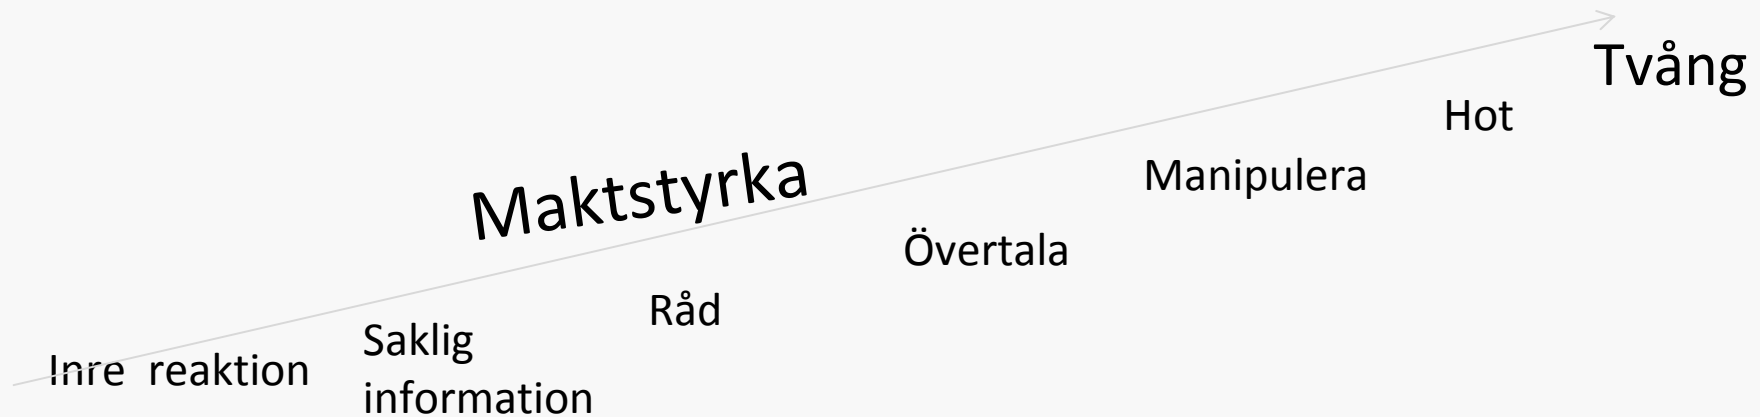 Tvång
Hot
Maktstyrka
Manipulera
Övertala
Råd
Saklig
information
Inre reaktion